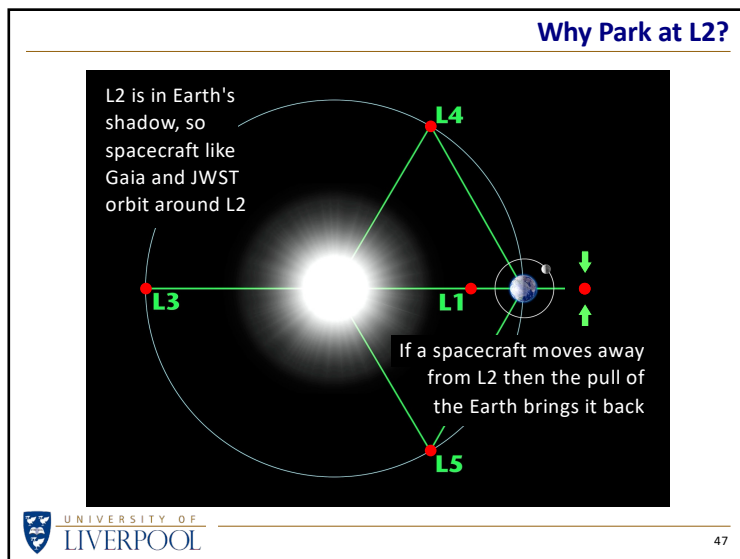 Why Park at L2?
L2 is in Earth's
shadow, so
spacecraft like
Gaia and JWST
orbit around L2
L4
L3
L1
If a spacecraft moves away
from L2 then the pull of
the Earth brings it back
L5
UNIVERSITY OF
LIVERPOOL
47